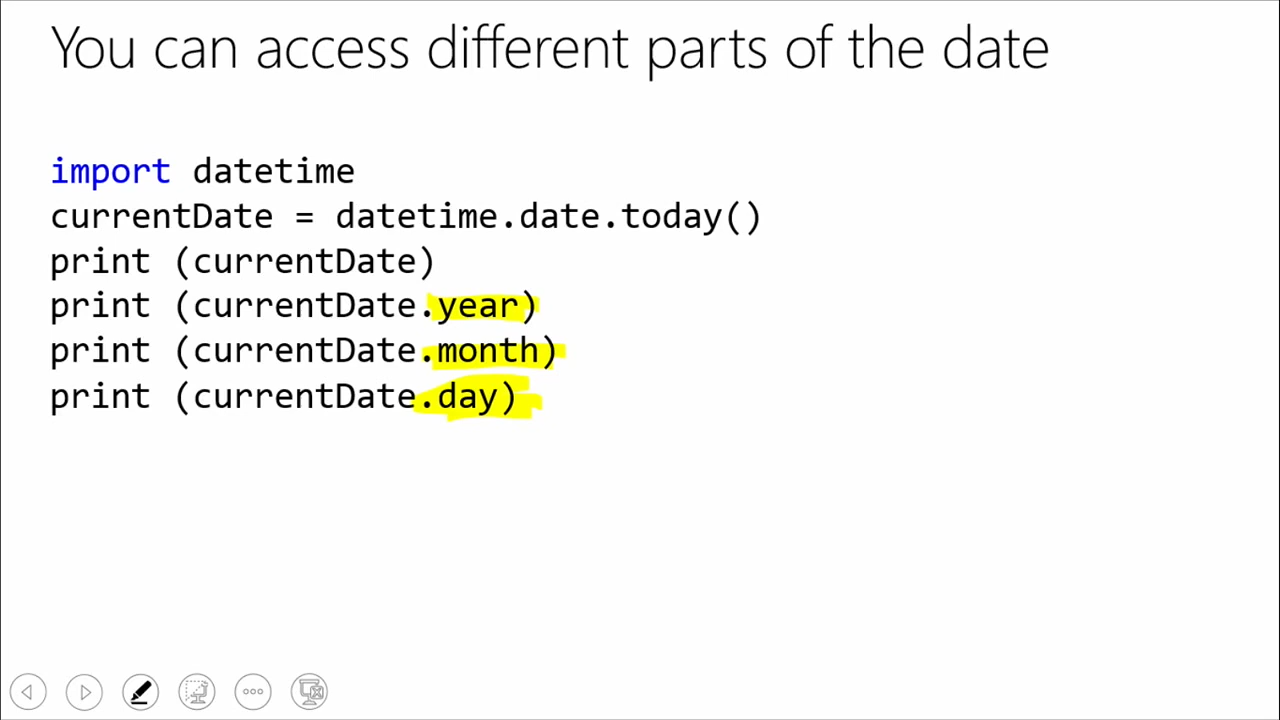 You can access different parts of the date
import datetime
currentDate = datetime.date.today()
print (currentDate)
print (currentDate.year)
print (currentDate.month)
print (currentDate.day)